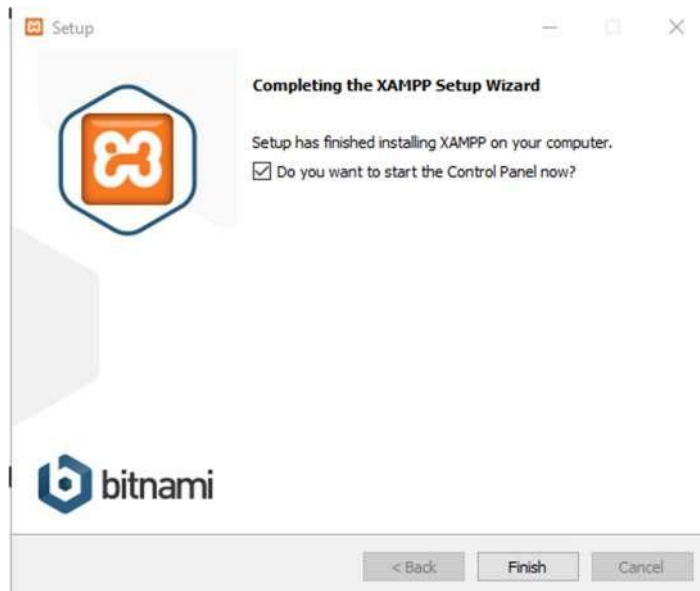 Setup
Completing the XAMPP Setup Wizard
Setup has finished installing XAMPP on your computer.
Do you want to start the Control Panel now?
bitnami
< Back
Finish
Cancel